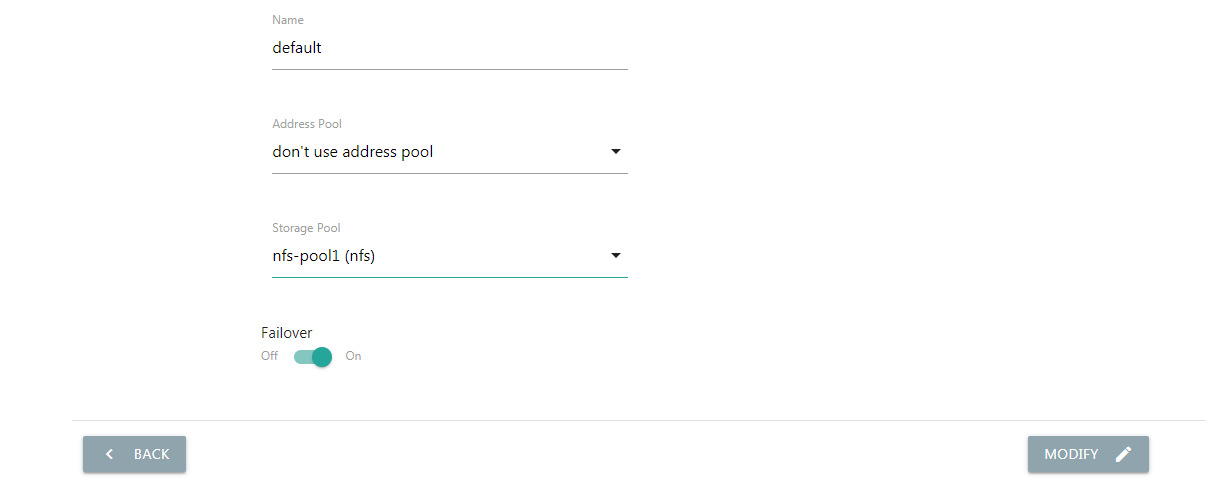 Name
default
Address Pool
don't use address pool
Storage Pool
nfs-pool1 (nfs)
Failover
Off On
BACK MODIFY